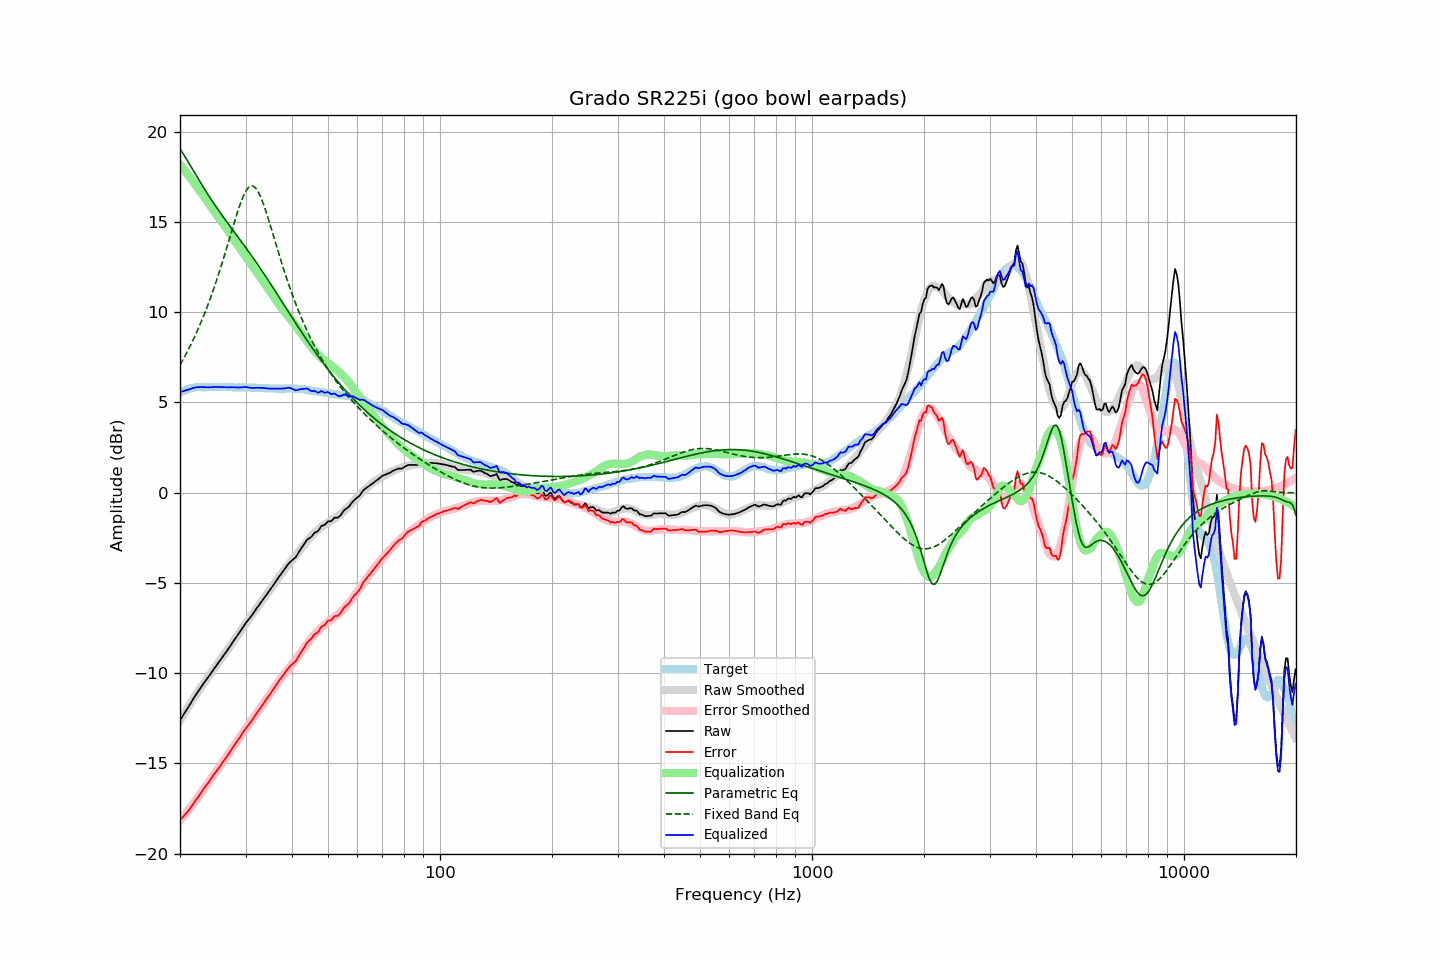 Grado SR225i (goo bowl earpads)
20
15
10
5
0
−5
−10
−15
−20
Amplitude (dBr)
100
1000
10000
Frequency (Hz)
Target
Raw Smoothed
Error Smoothed
Raw
Error
Equalization
Parametric Eq
Fixed Band Eq
Equalized